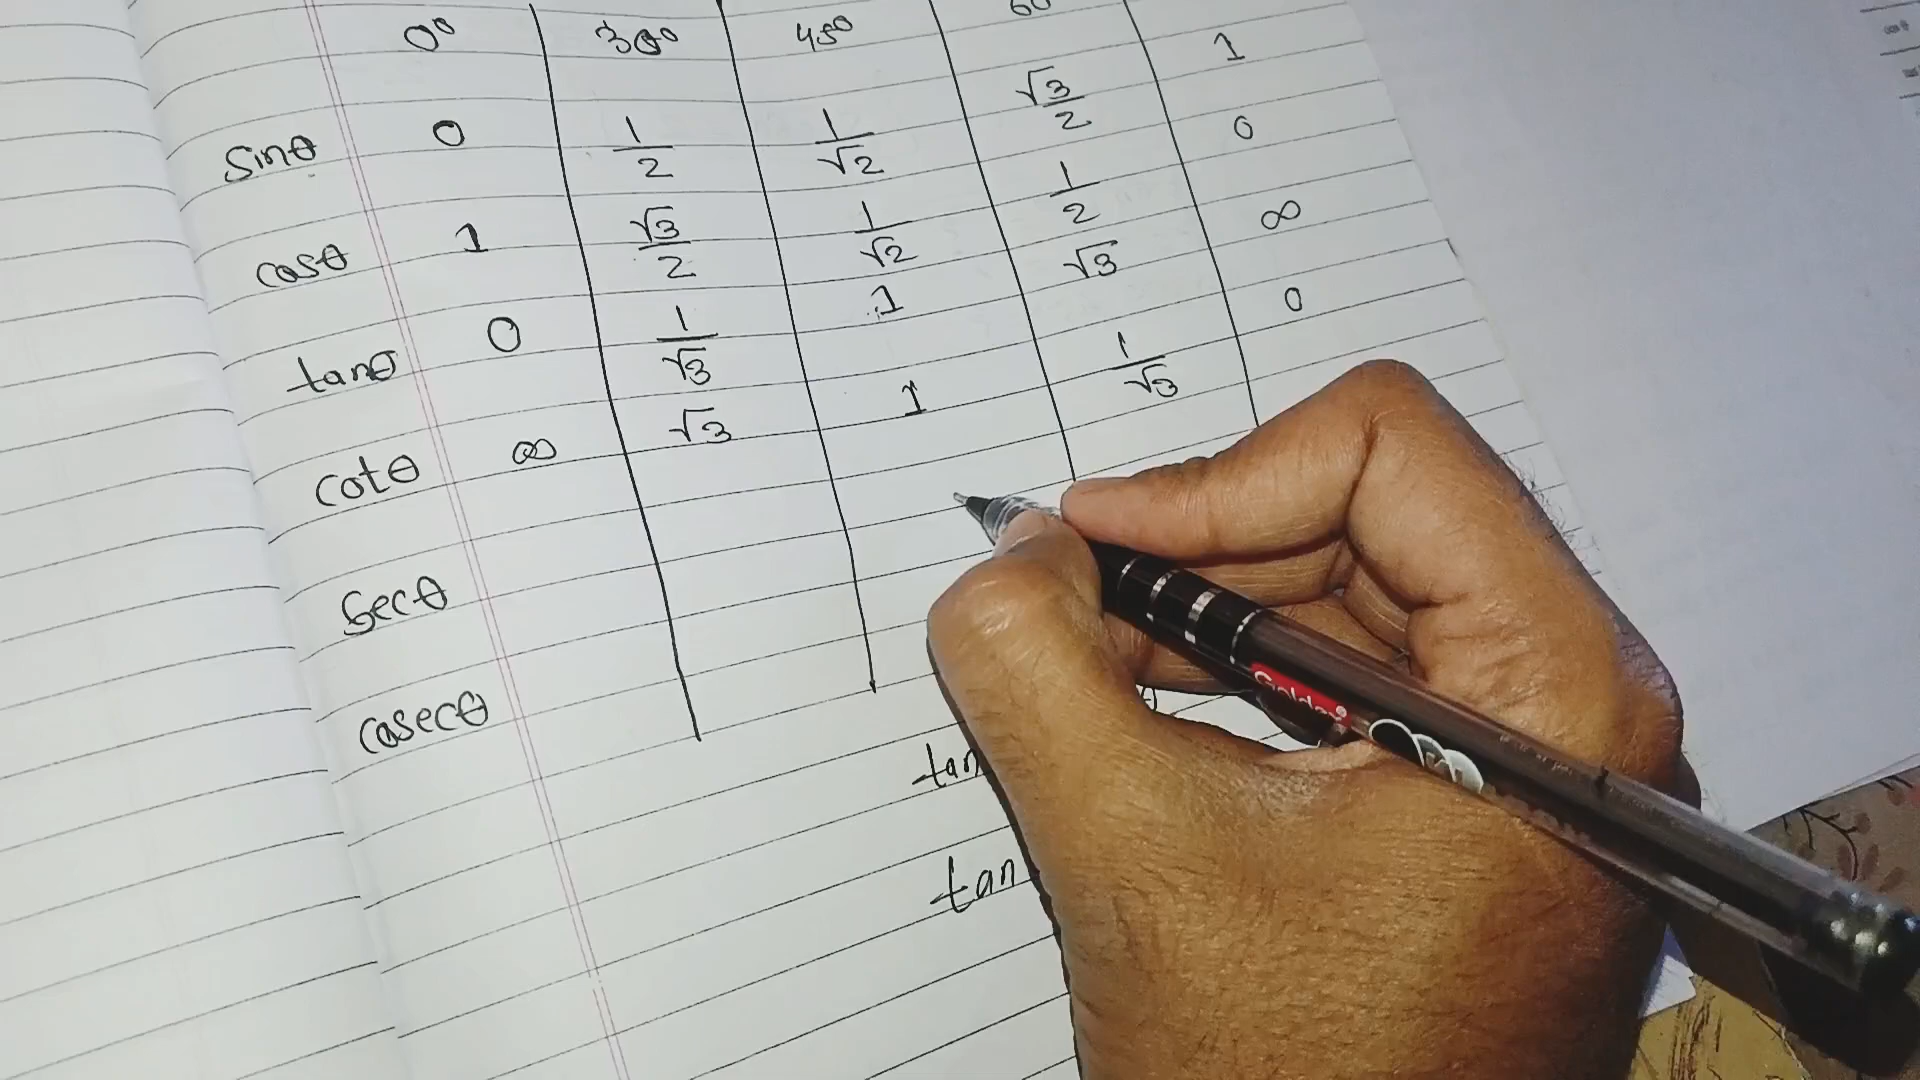 0° 30° 45° 60
sinθ 0 1/2 1/√2 √3/2 1
cosθ 1 √3/2 1/√2 1/2 0
tanθ 0 1/√3 1 √3 ∞
cotθ ∞ √3 1 1/√3 0
secθ
cosecθ
tan
tan